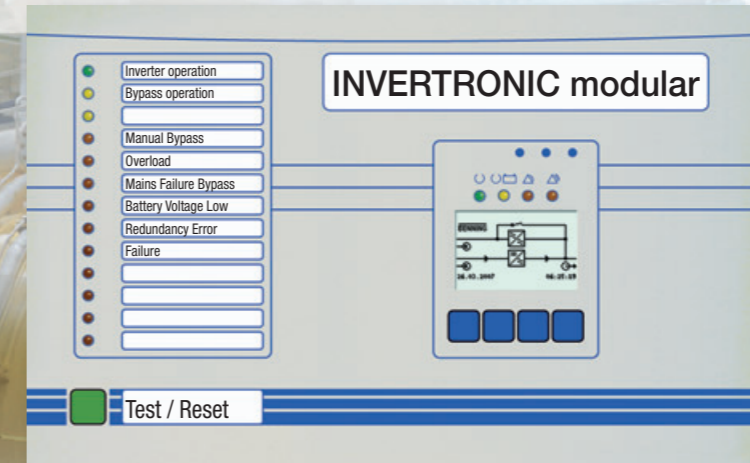 Inverter operation
Bypass operation
Manual Bypass
Overload
Mains Failure Bypass
Battery Voltage Low
Redundancy Error
Failure
INVERTRONIC modular
BENNING
Test / Reset